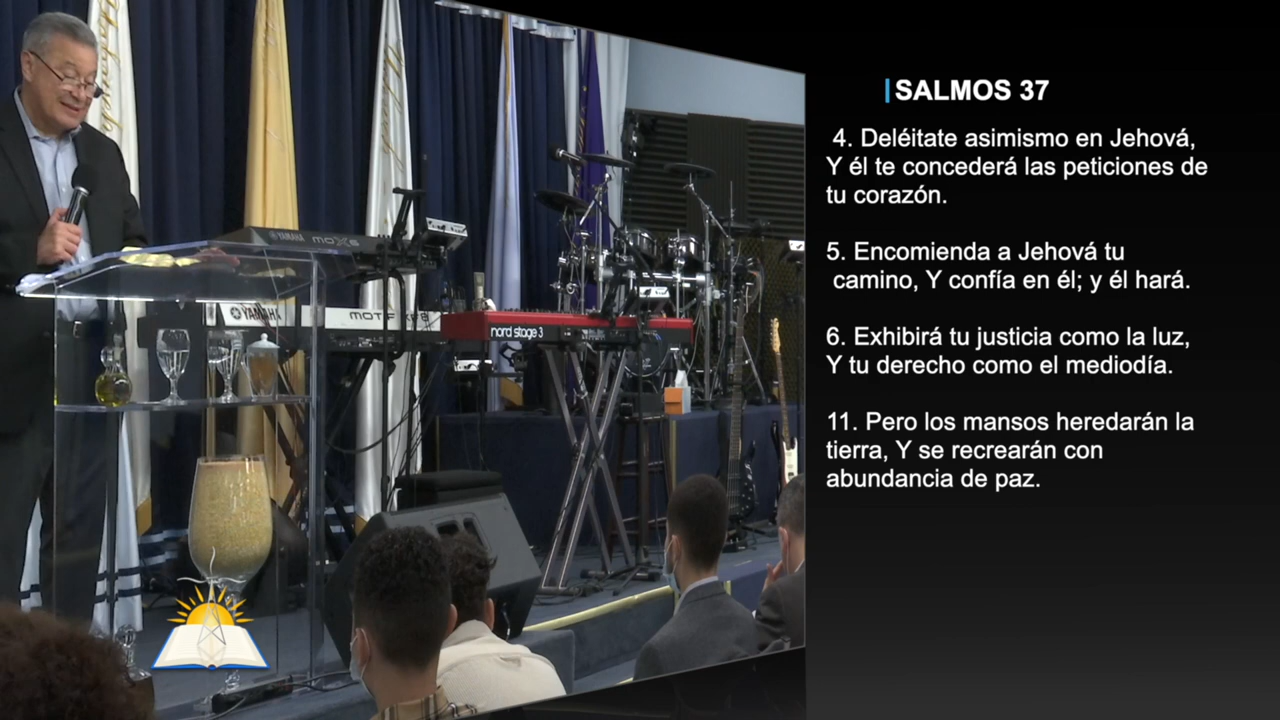 SALMOS 37
4. Deléitate asimismo en Jehová,
Y él te concederá las peticiones de
tu corazón.
5. Encomienda a Jehová tu
camino, Y confía en él; y él hará.
6. Exhibirá tu justicia como la luz,
Y tu derecho como el mediodía.
11. Pero los mansos heredarán la
tierra, Y se recrearán con
abundancia de paz.
YAMAHA
YAMAHA
nord stage 3